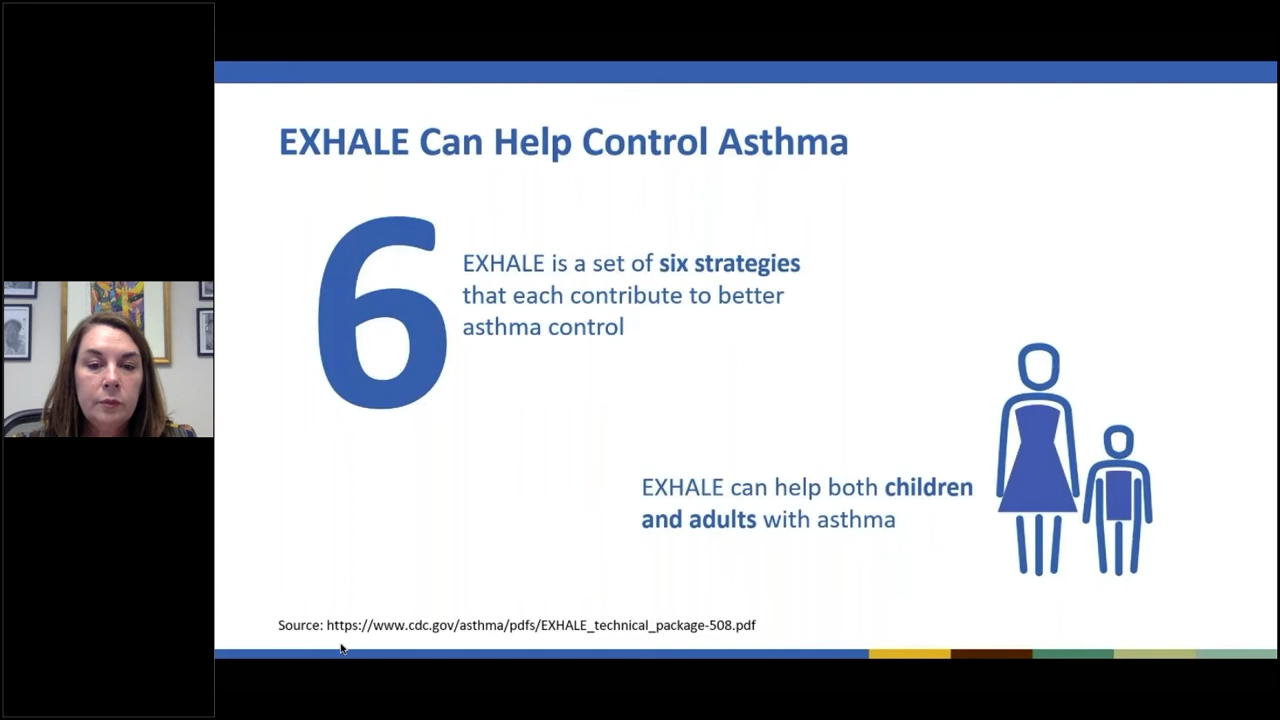 EXHALE Can Help Control Asthma
6
EXHALE is a set of six strategies
that each contribute to better
asthma control
EXHALE can help both children
and adults with asthma
Source: https://www.cdc.gov/asthma/pdfs/EXHALE_technical_package-508.pdf